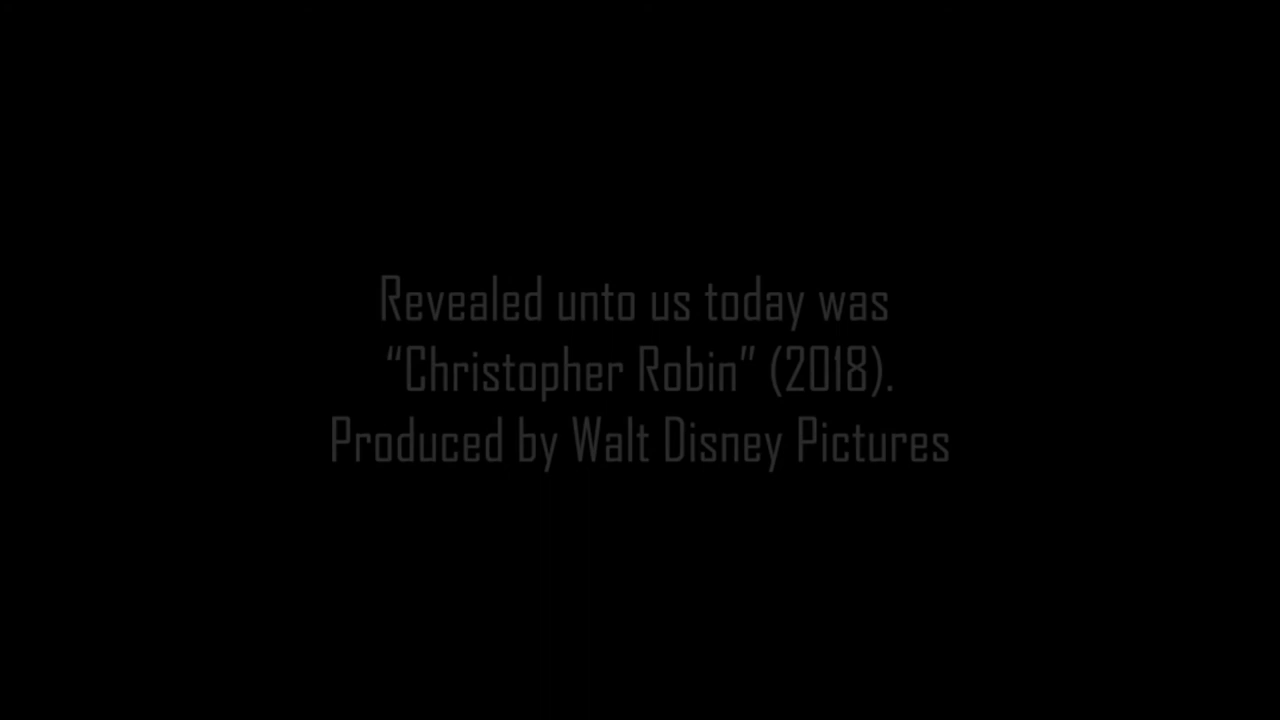 Revealed unto us today was
“Christopher Robin” (2018).
Produced by Walt Disney Pictures